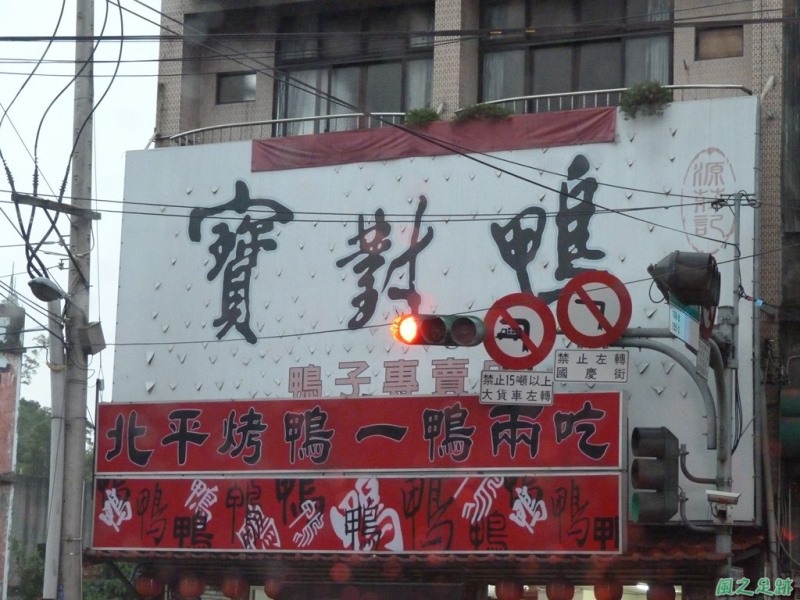 寶對鴨
源記
鴨子專賣店
北平烤鴨一鴨兩吃
禁止15噸以上
大貨車左轉
禁止左轉
國慶街
風之足跡